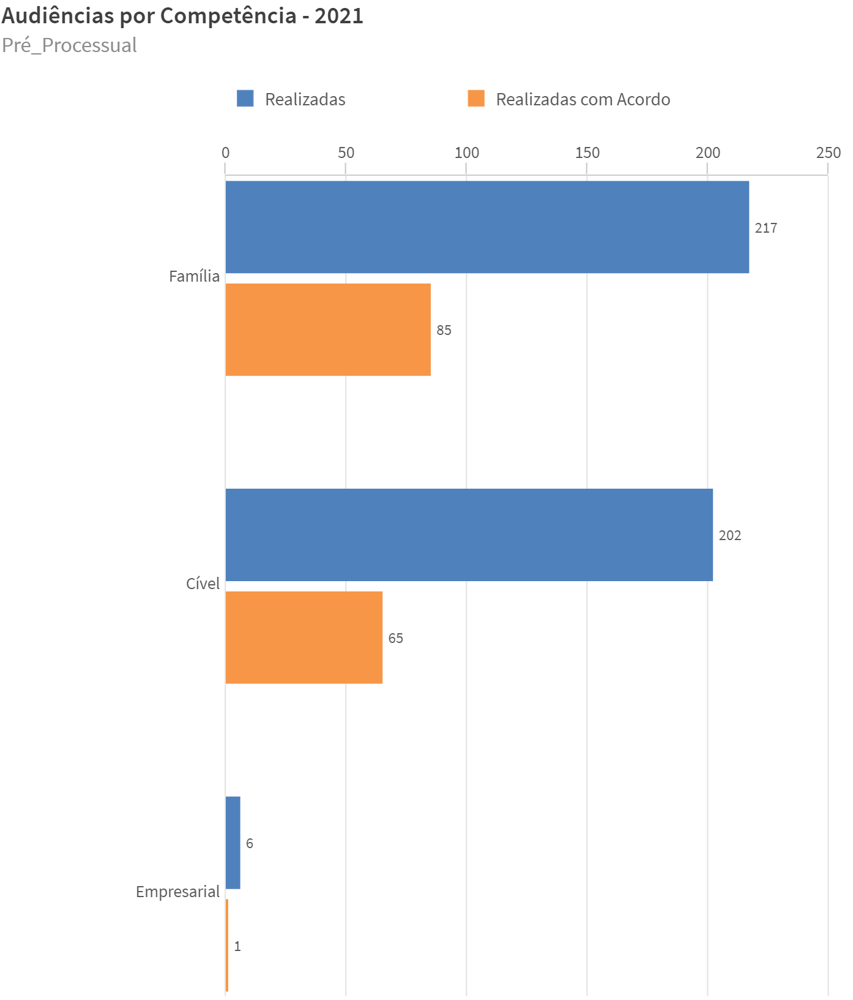 Audiências por Competência - 2021
Pré_Processual
Realizadas
Realizadas com Acordo
0 50 100 150 200 250
217
Família
85
202
Cível
65
6
Empresarial
1